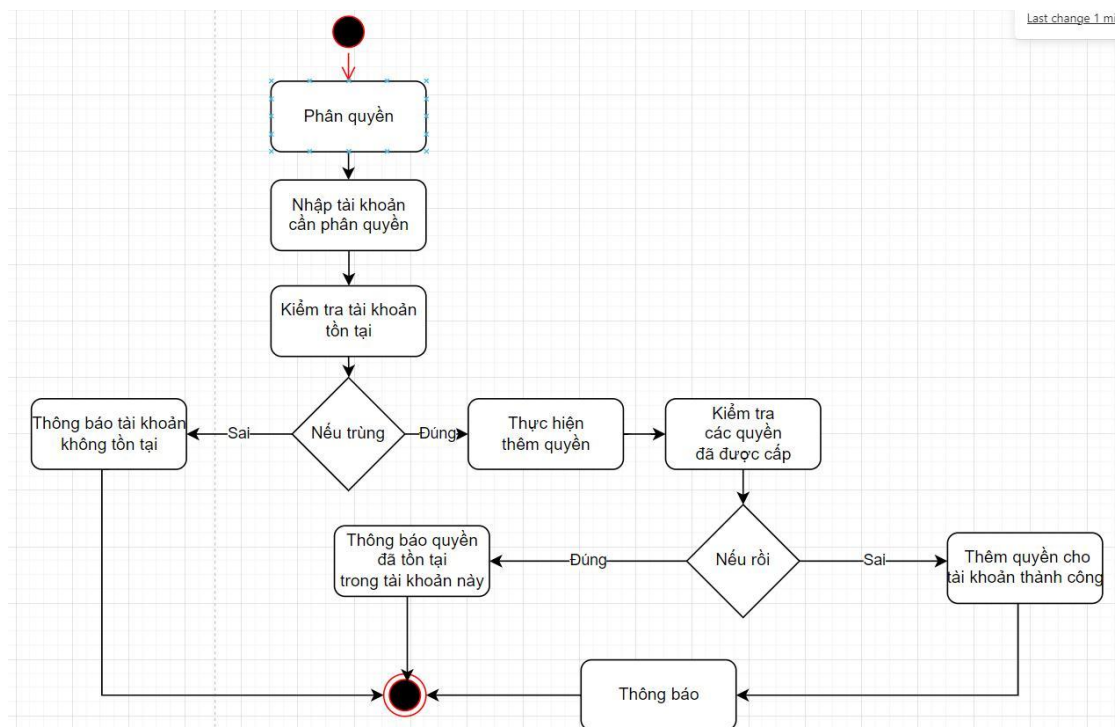 Last change 1 mi
Phân quyền
Nhập tài khoản
cần phân quyền
Kiểm tra tài khoản
tồn tại
Thông báo tài khoản
không tồn tại
Sai
Nếu trùng
Đúng
Thực hiện
thêm quyền
Kiểm tra
các quyền
đã được cấp
Thông báo quyền
đã tồn tại
trong tài khoản này
Đúng
Nếu rồi
Sai
Thêm quyền cho
tài khoản thành công
Thông báo